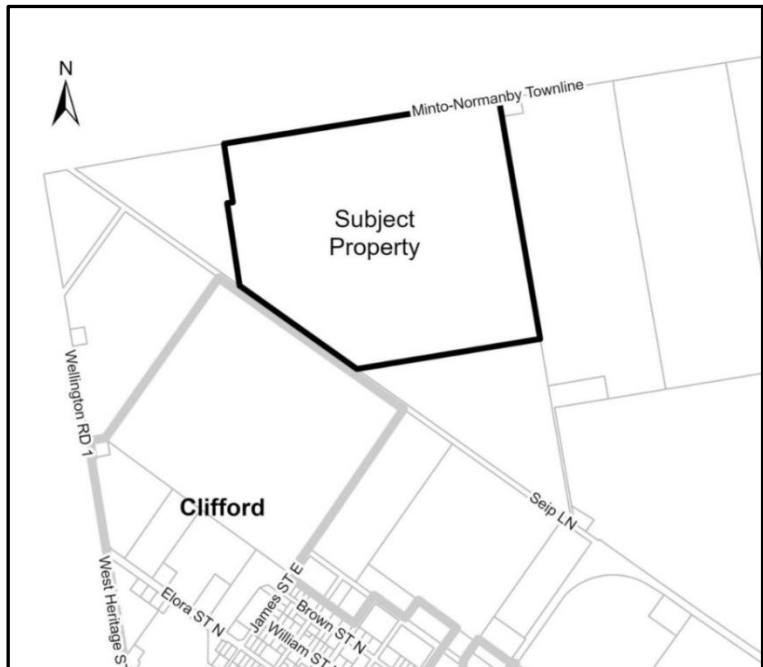 N
Minto-Normanby Townline
Subject
Property
Wellington RD 1
Clifford
Seip LN
West Heritage ST
James ST E
Elora ST N
Brown ST N
William ST